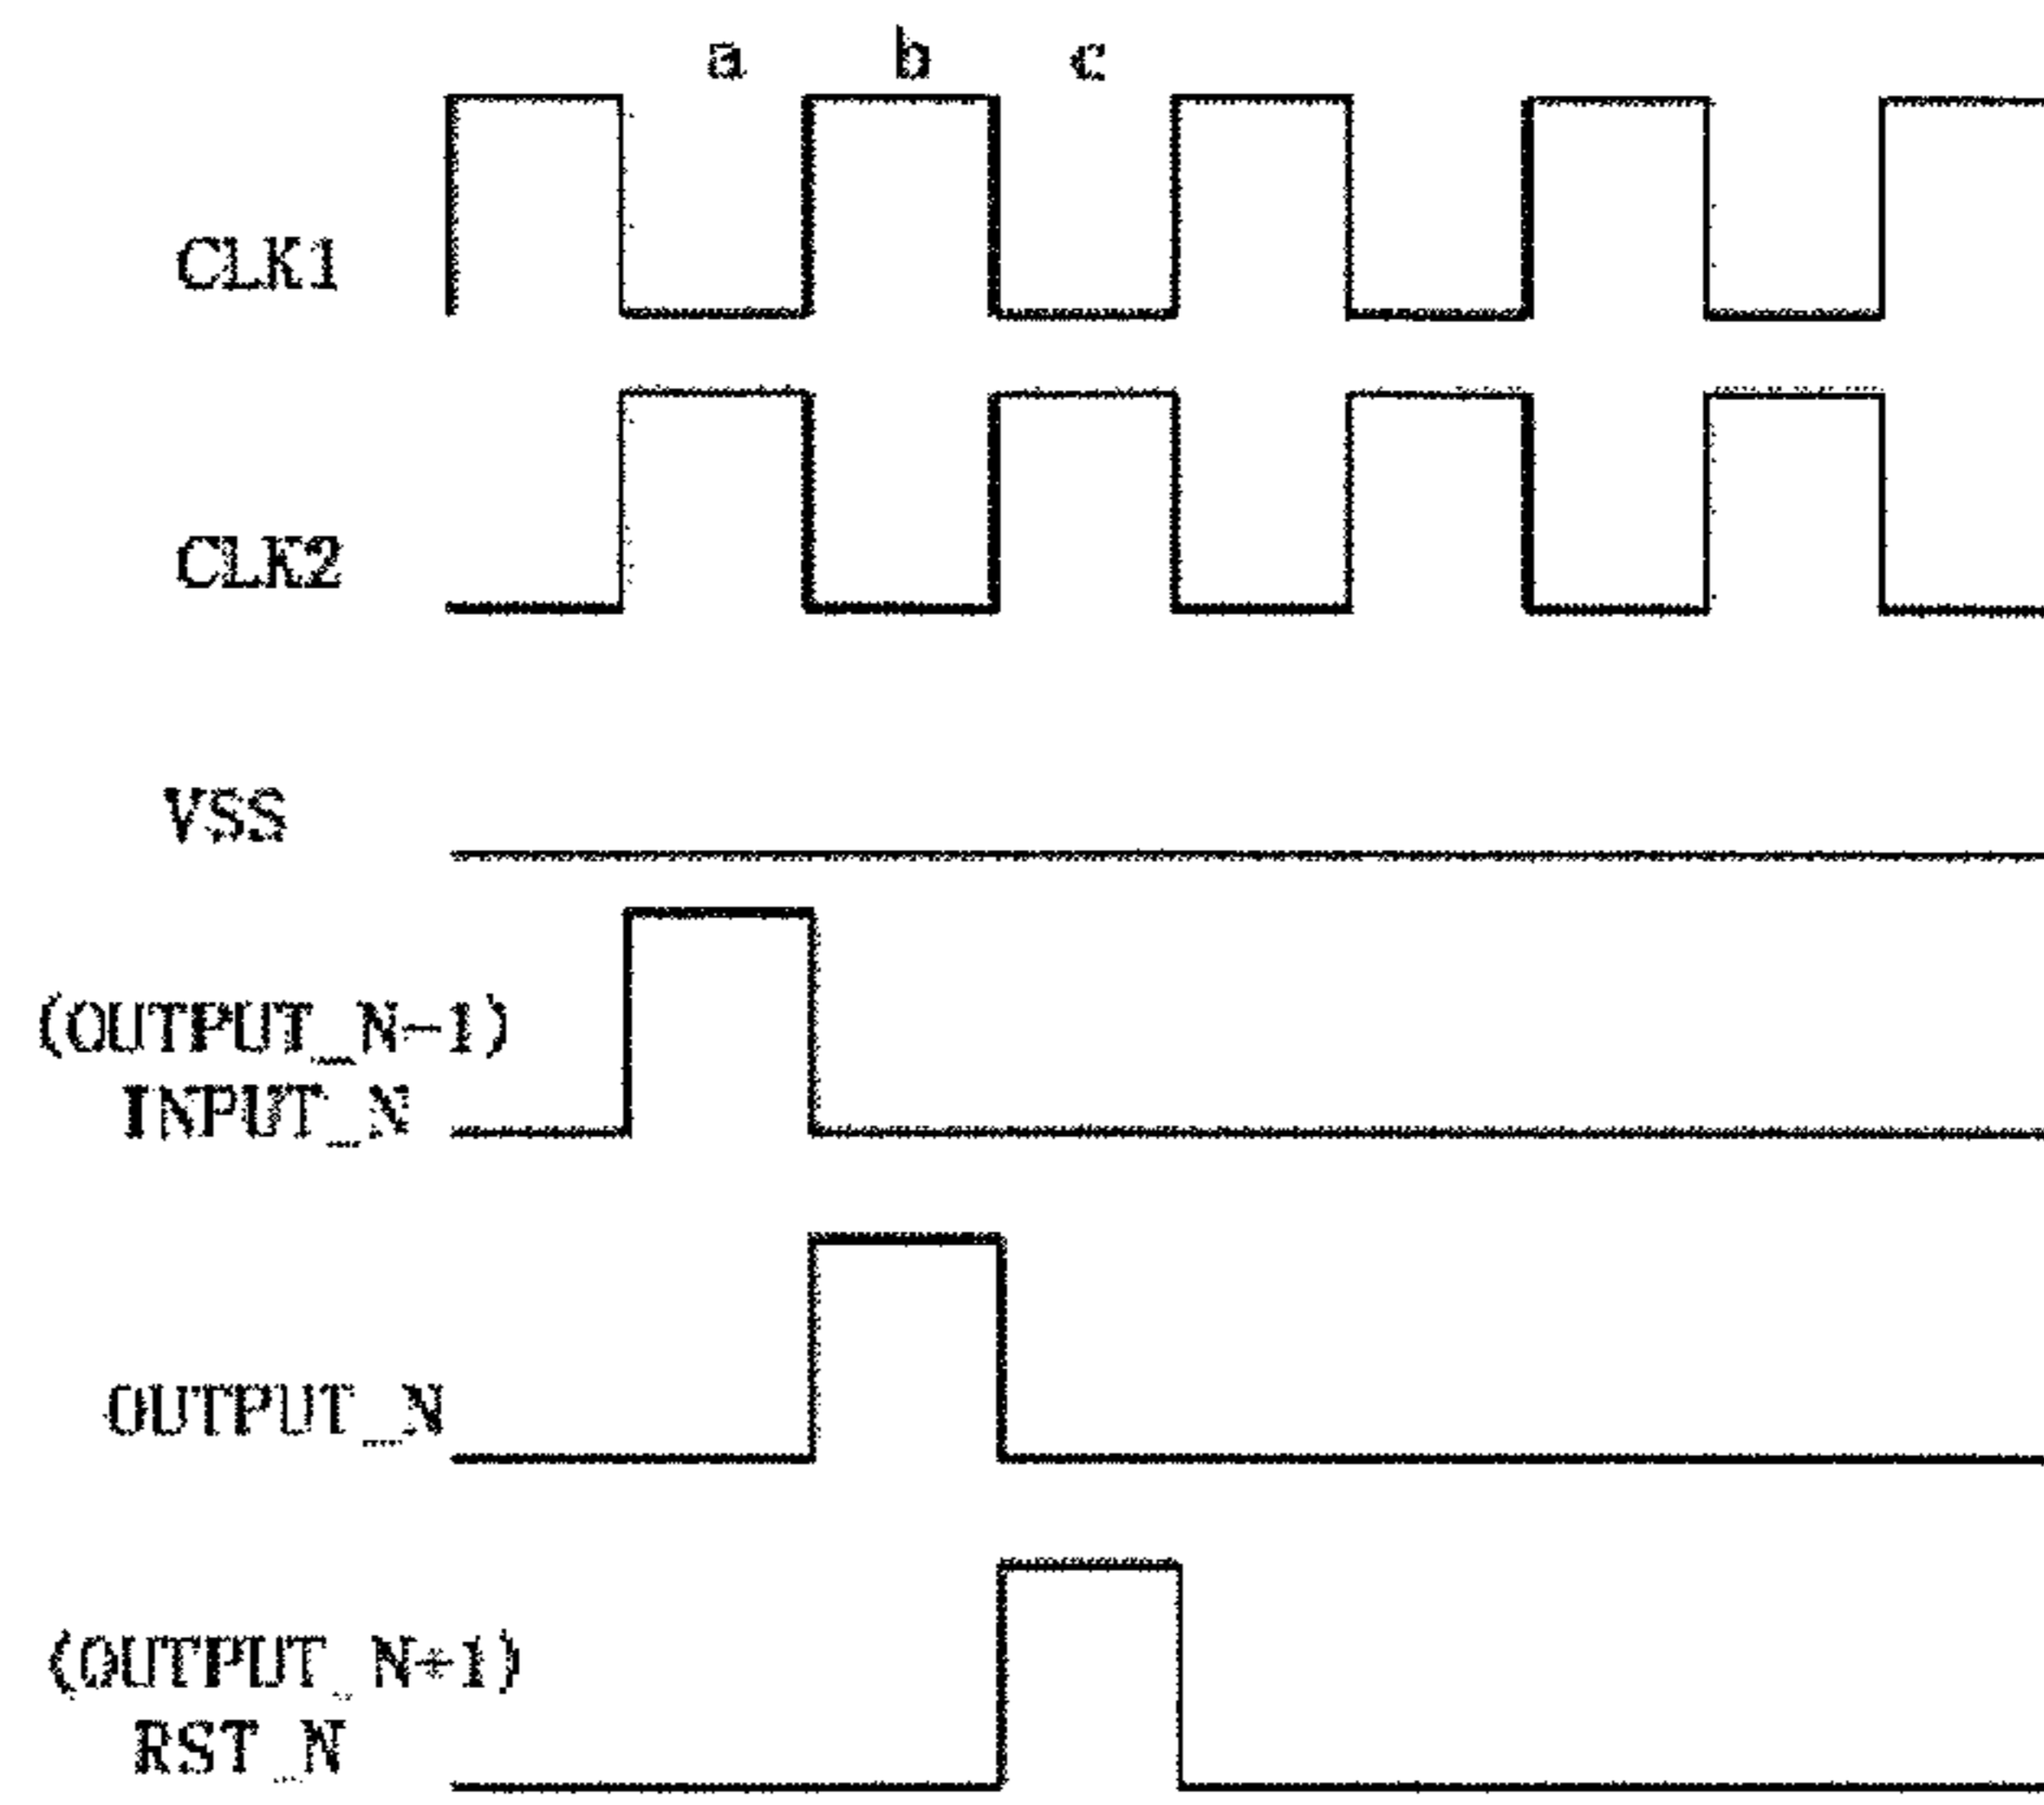 a b c
CLK1
CLK2
VSS
(OUTPUT_N-1)
INPUT_N
OUTPUT_N
(OUTPUT_N+1)
RST_N